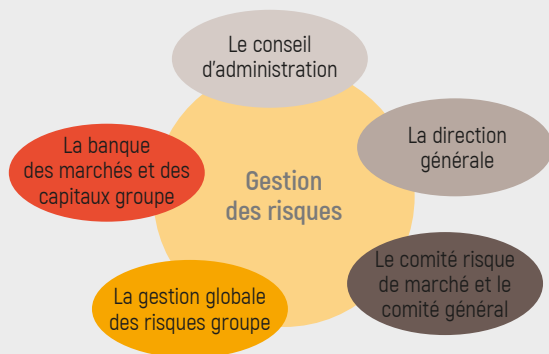 Le conseil
d'administration
La direction
générale
Le comité risque
de marché et le
comité général
La gestion globale
des risques groupe
La banque
des marchés et des
capitaux groupe
Gestion
des risques